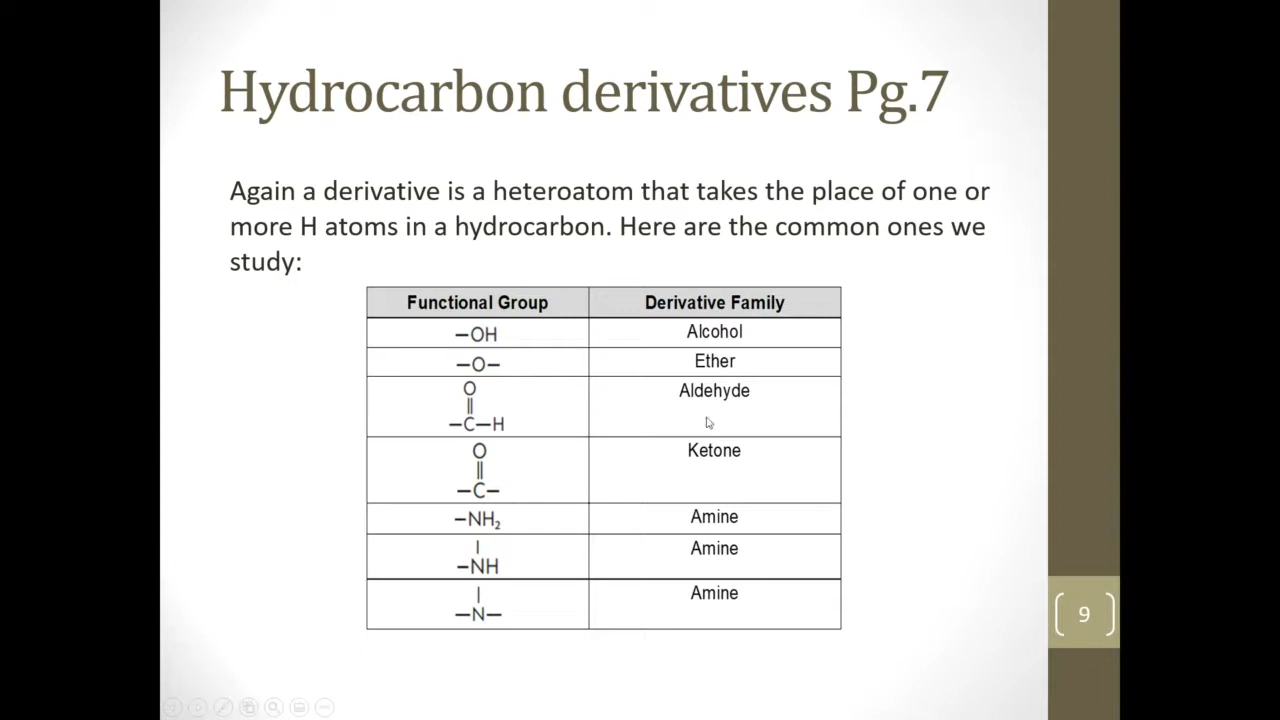 Hydrocarbon derivatives Pg.7
Again a derivative is a heteroatom that takes the place of one or
more H atoms in a hydrocarbon. Here are the common ones we
study:
Functional Group Derivative Family
–OH Alcohol
–O– Ether
O
||
–C–H Aldehyde
O
||
–C– Ketone
–NH₂ Amine
|
–NH Amine
|
–N– Amine
9